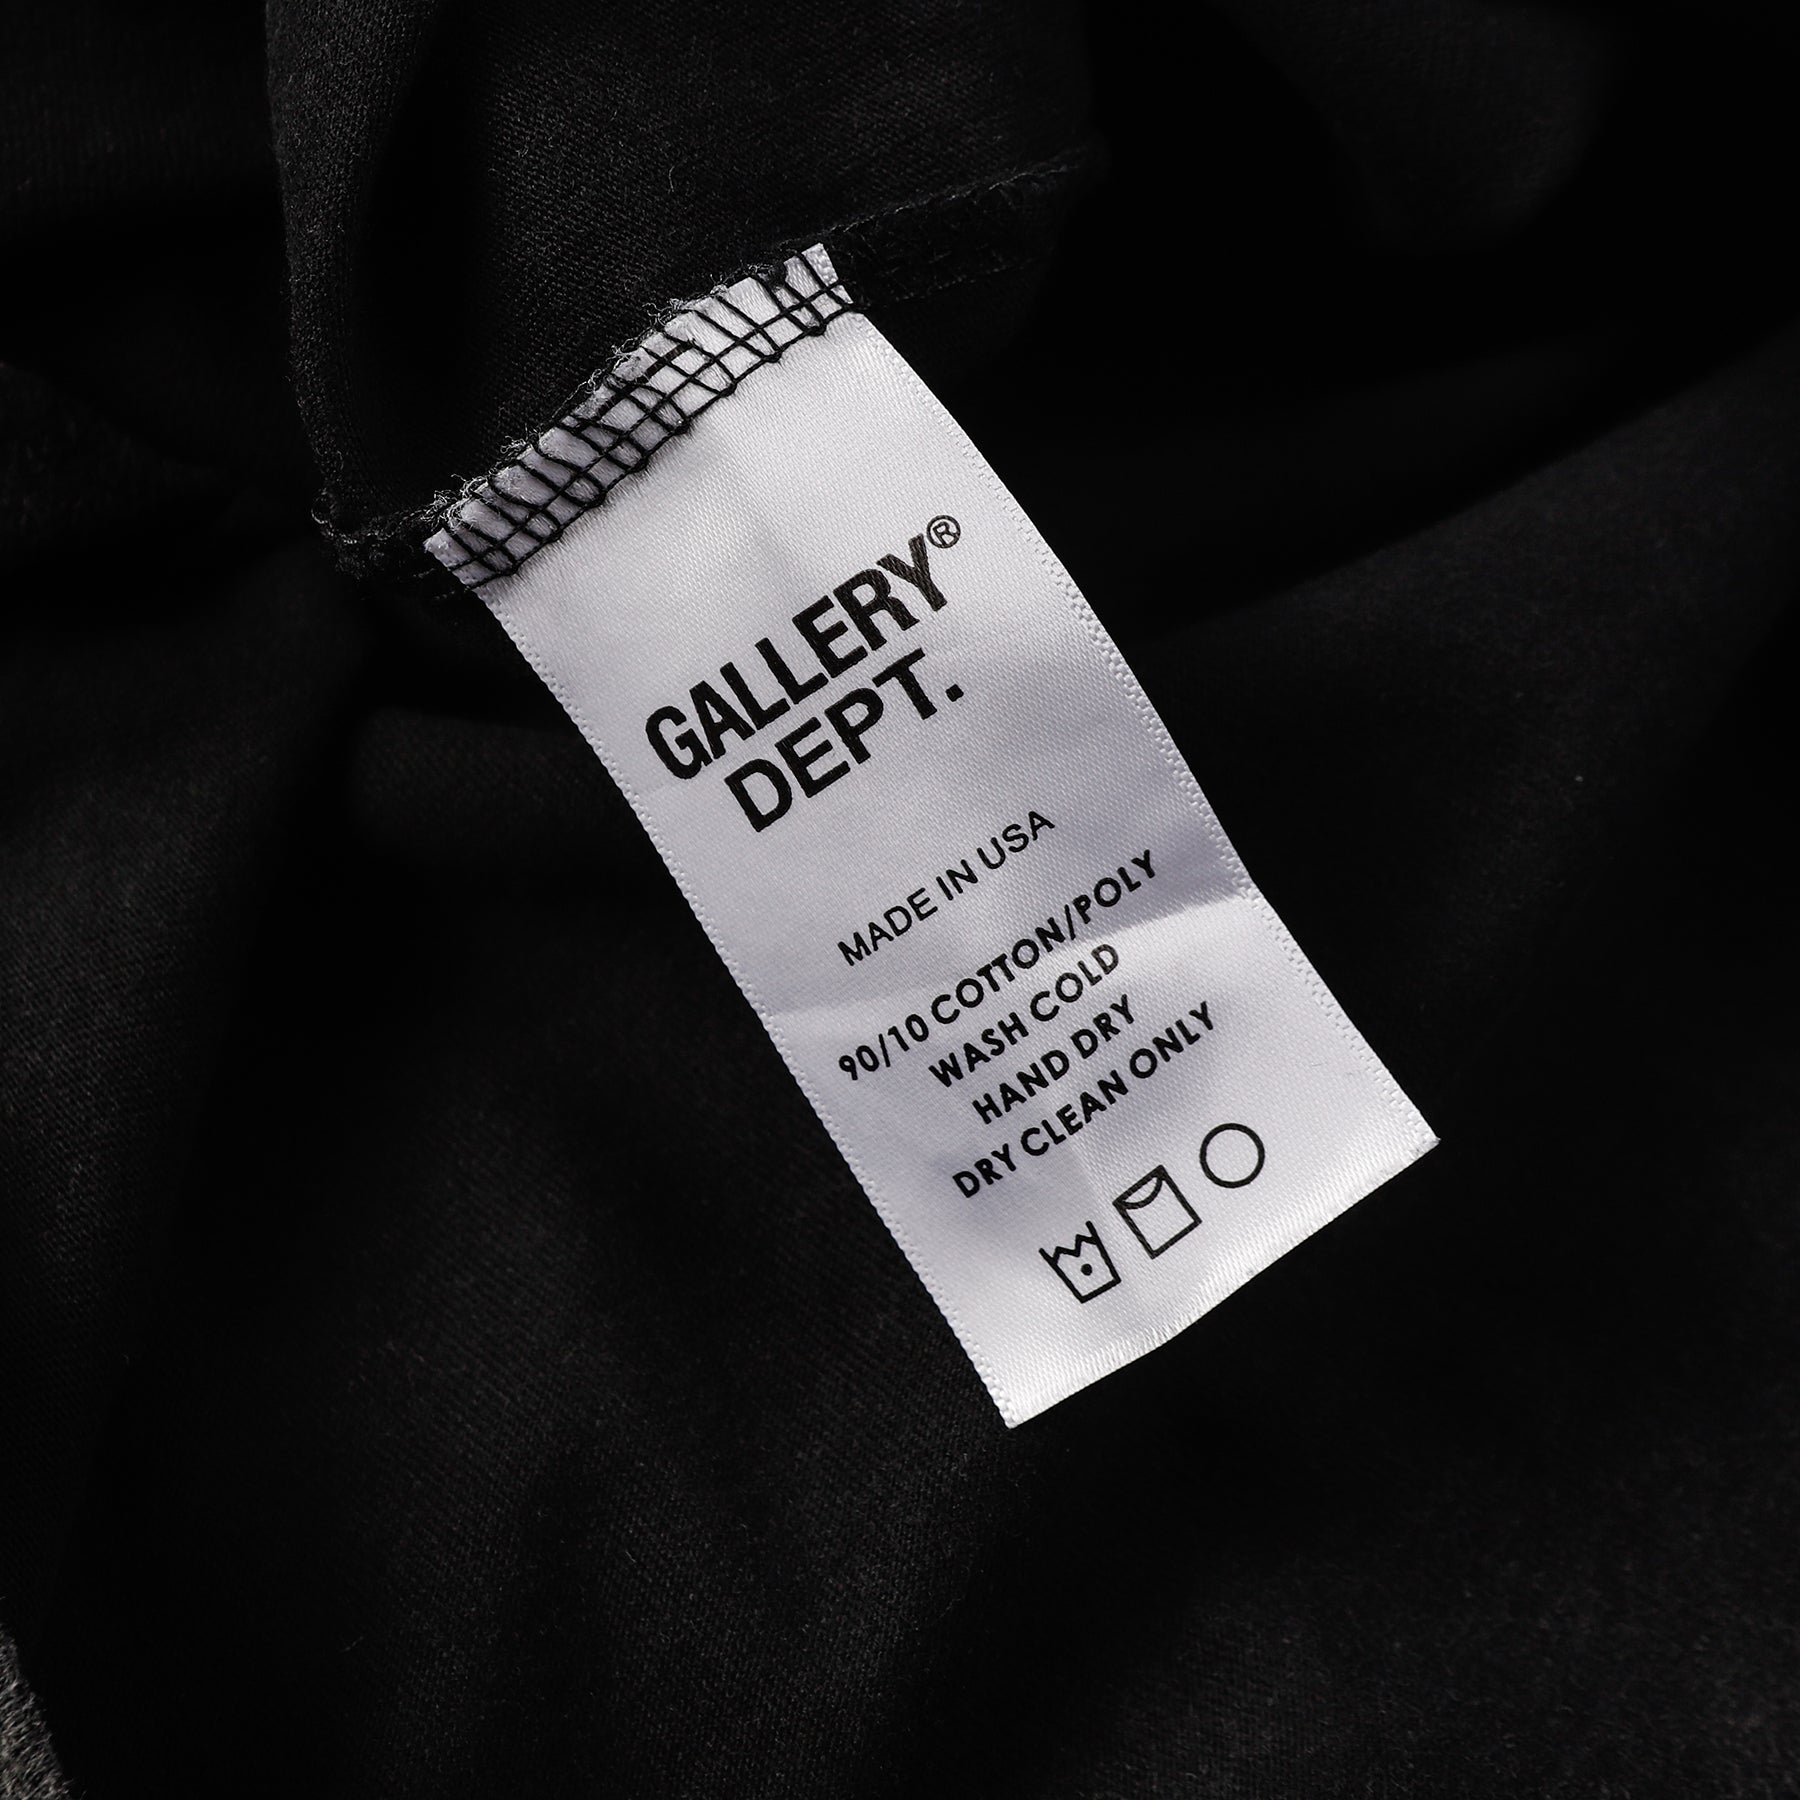 GALLERY®
DEPT.
MADE IN USA
90/10 COTTON/POLY
WASH COLD
HAND DRY
DRY CLEAN ONLY